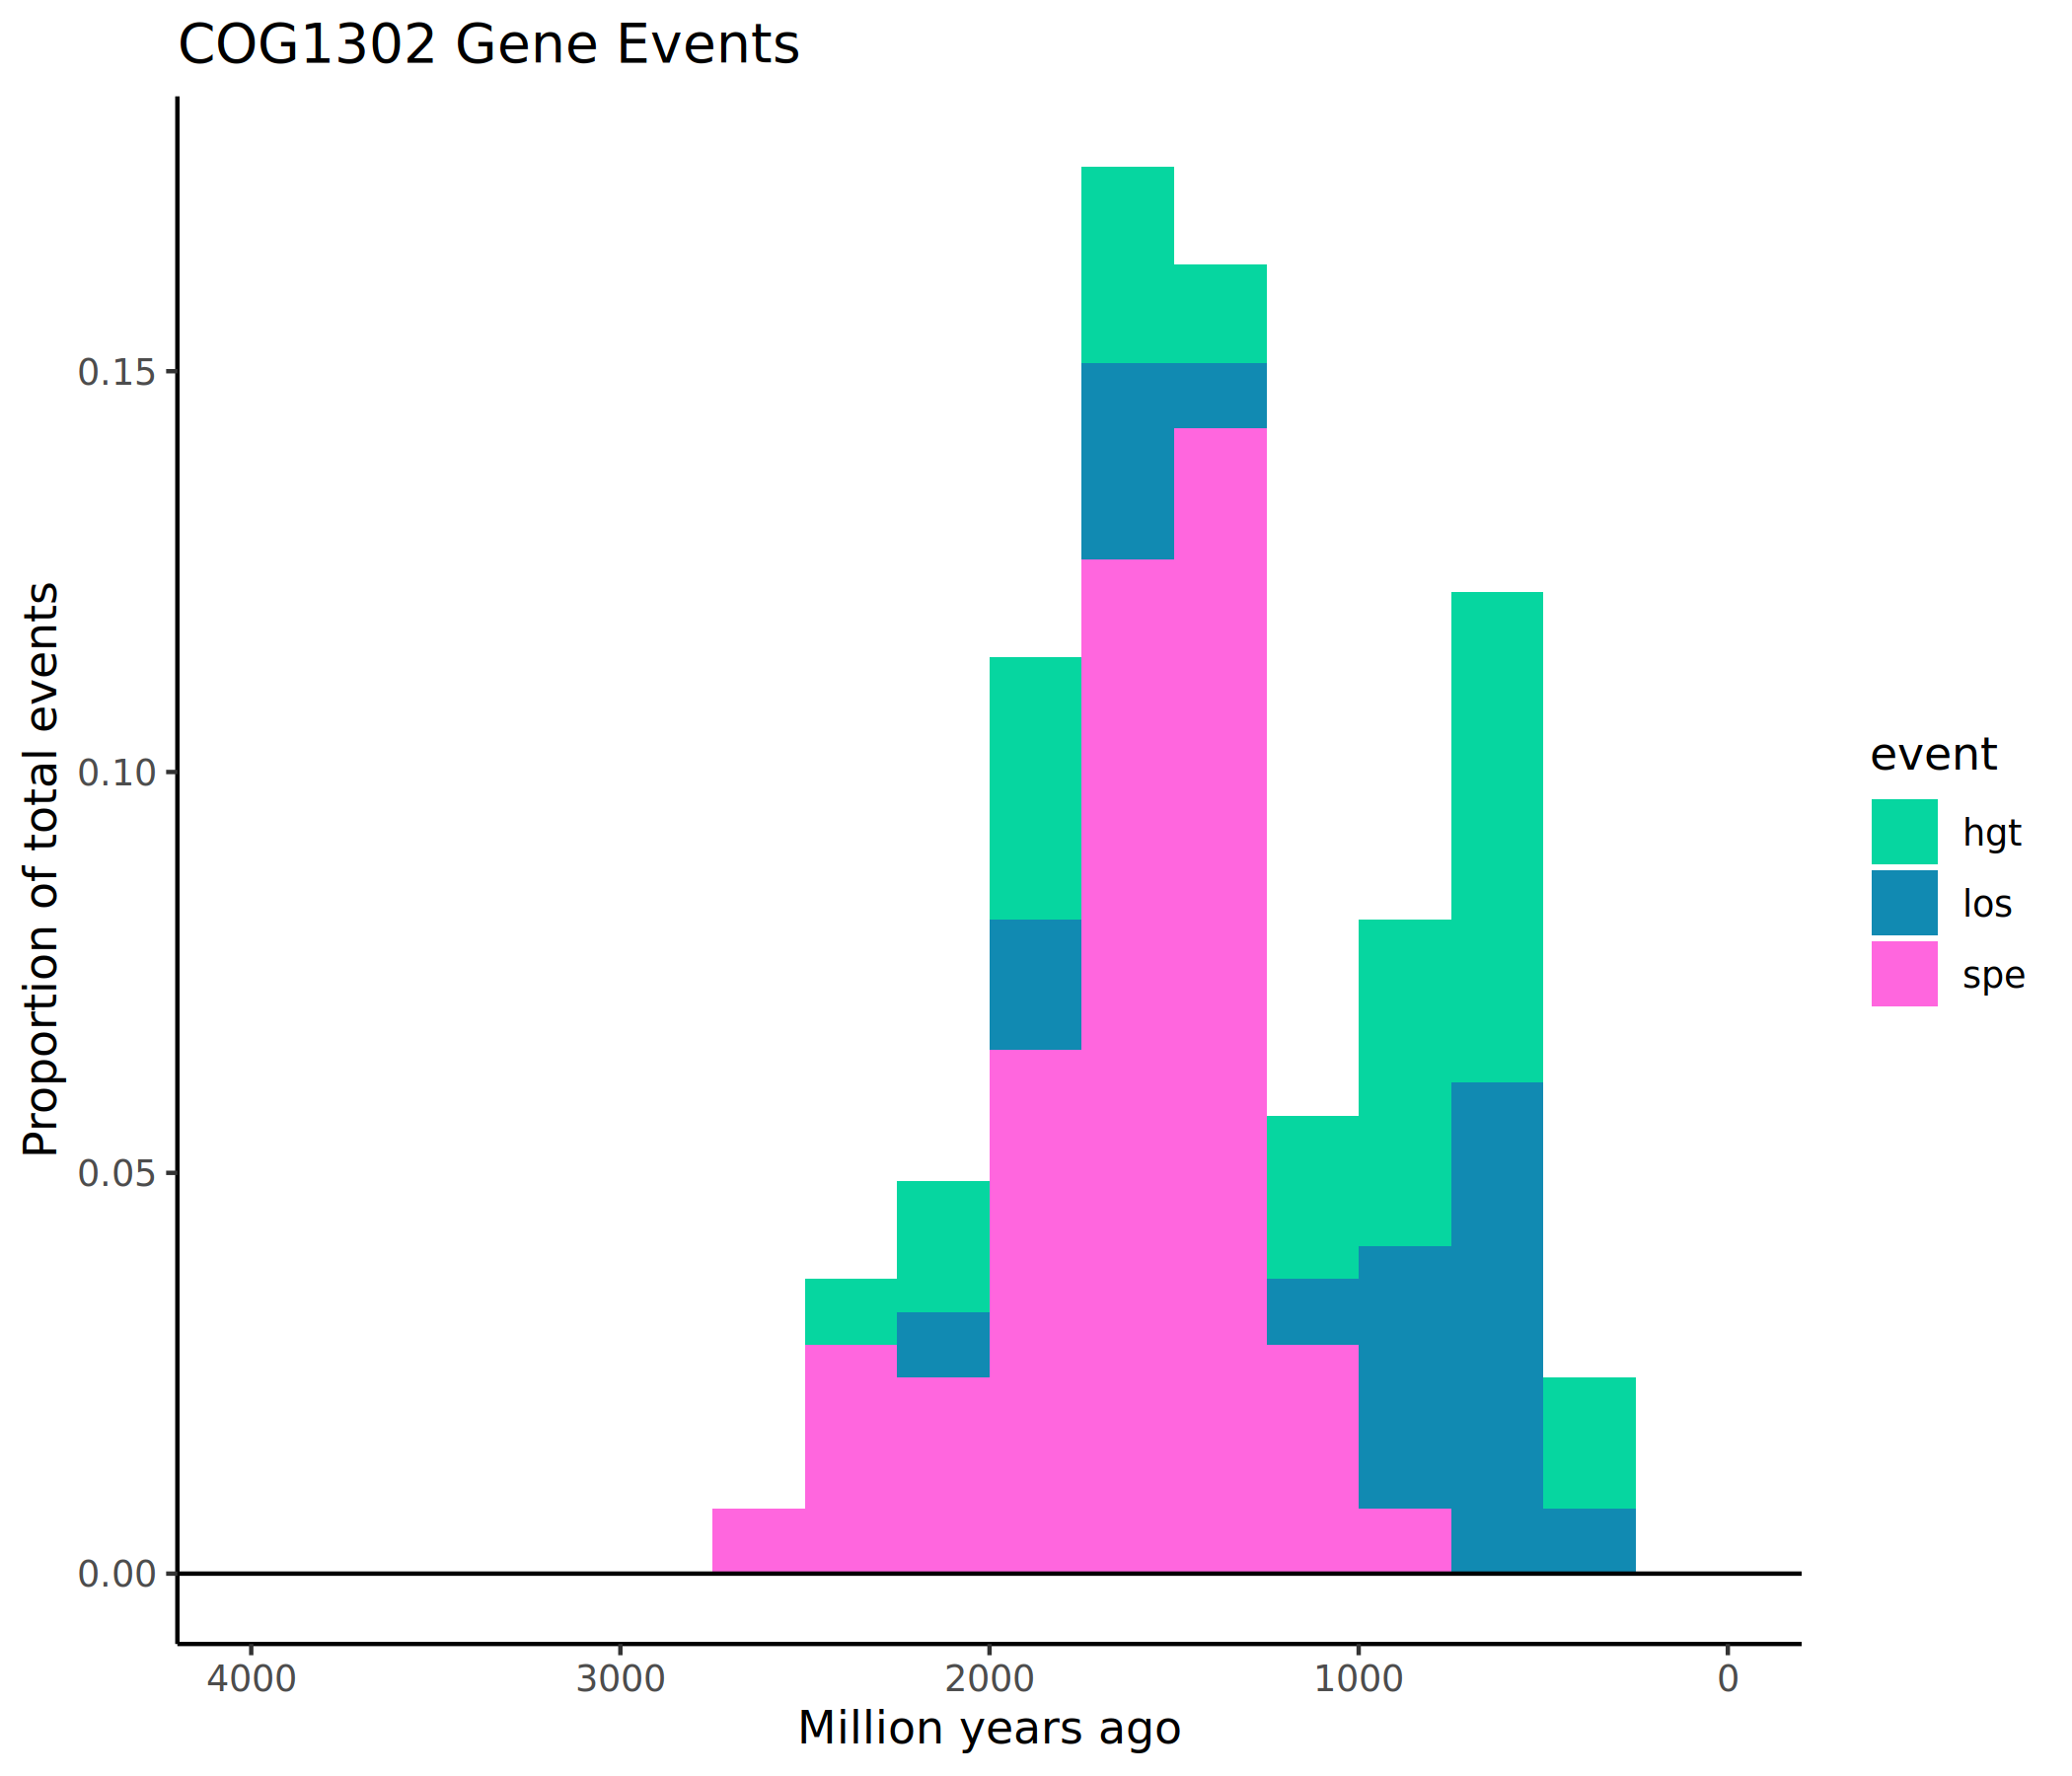 COG1302 Gene Events
Proportion of total events
0.15
0.10
0.05
0.00
4000 3000 2000 1000 0
Million years ago
event
hgt
los
spe